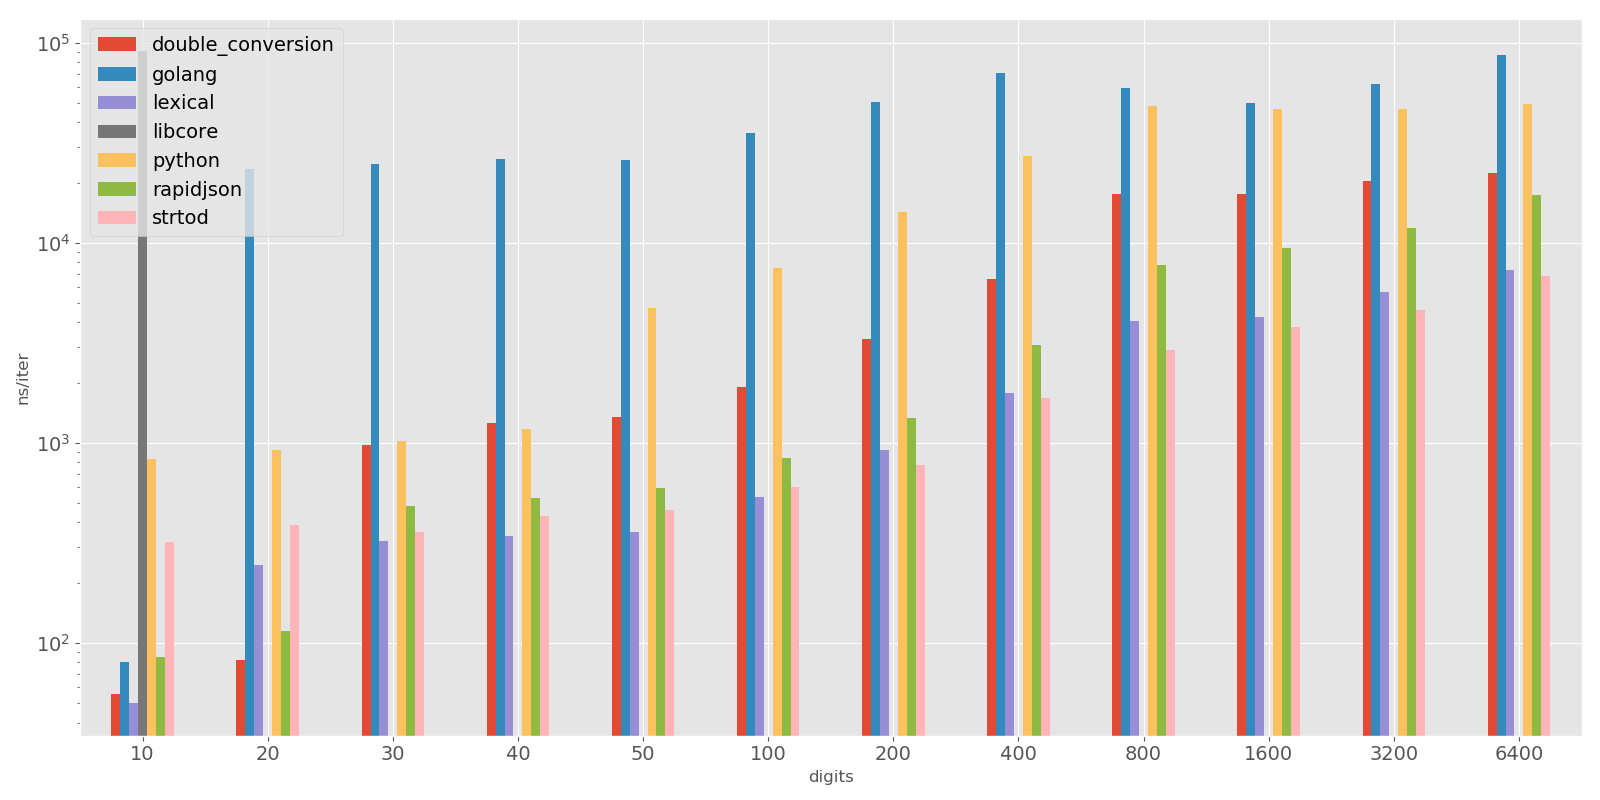 double_conversion
golang
lexical
libcore
python
rapidjson
strtod
10^5
10^4
10^3
10^2
ns/iter
10 20 30 40 50 100 200 400 800 1600 3200 6400
digits